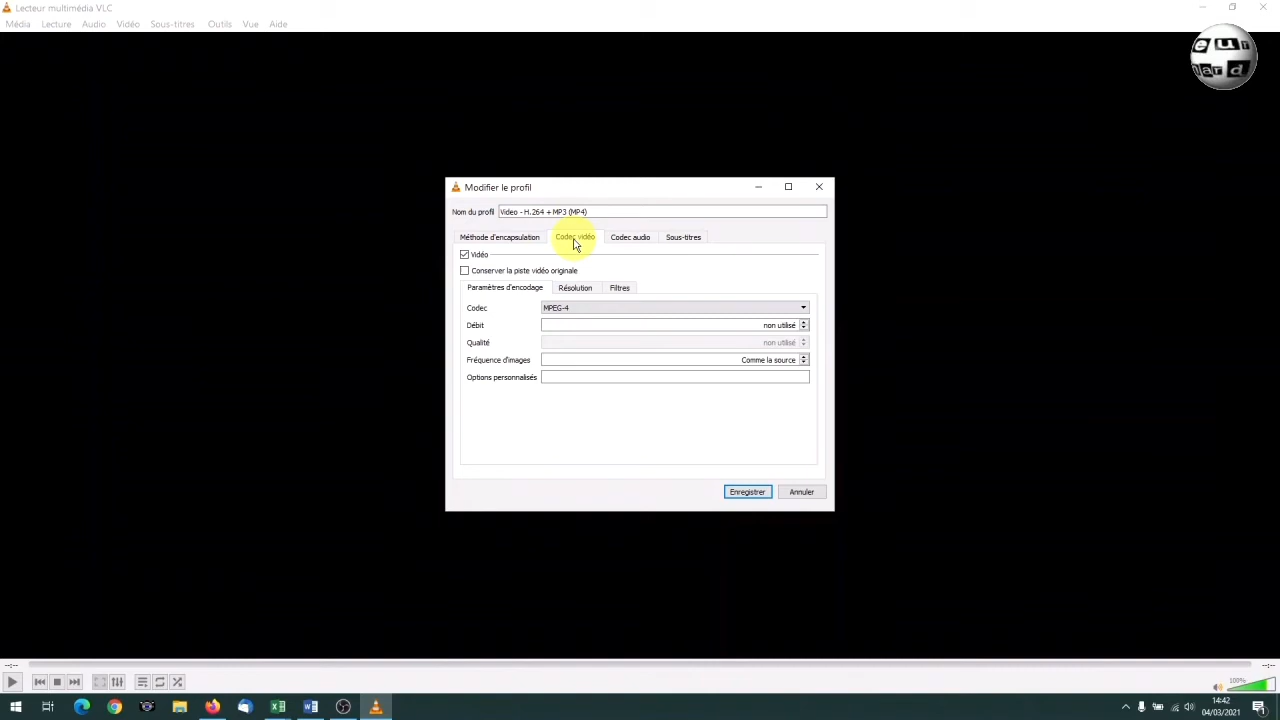 Lecteur multimédia VLC
Média Lecture Audio Vidéo Sous-titres Outils Vue Aide
Modifier le profil
Nom du profil Video - H.264 + MP3 (MP4)
Méthode d'encapsulation Codec vidéo Codec audio Sous-titres
Vidéo
Conserver la piste vidéo originale
Paramètres d'encodage Résolution Filtres
Codec MPEG-4
Débit non utilisé
Qualité non utilisé
Fréquence d'images Comme la source
Options personnalisés
Enregistrer Annuler
--:-- --:--
100%
14:42
04/03/2021